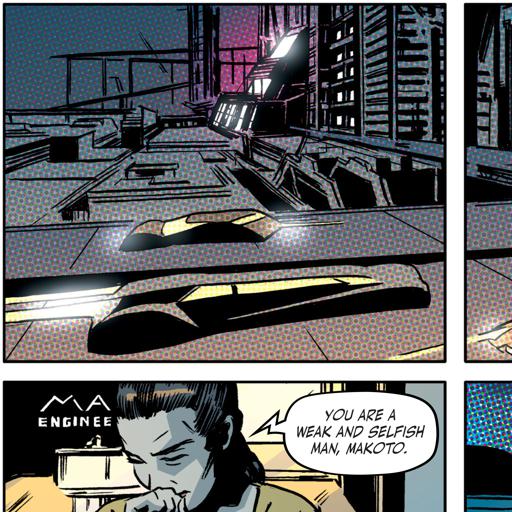 MA
ENGINEE
YOU ARE A
WEAK AND SELFISH
MAN, MAKOTO.